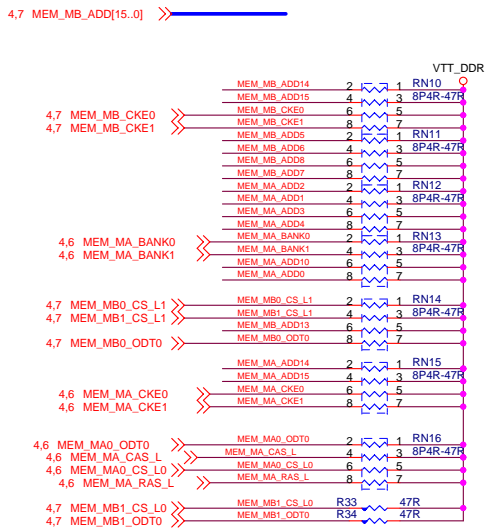 4,7 MEM_MB_ADD[15..0]
VTT_DDR
MEM_MB_ADD14 2 1 RN10
MEM_MB_ADD15 4 3 8P4R-47R
4,7 MEM_MB_CKE0 MEM_MB_CKE0 6 5
4,7 MEM_MB_CKE1 MEM_MB_CKE1 8 7
MEM_MB_ADD5 2 1 RN11
MEM_MB_ADD6 4 3 8P4R-47R
MEM_MB_ADD8 6 5
MEM_MB_ADD7 8 7
MEM_MA_ADD2 2 1 RN12
MEM_MA_ADD1 4 3 8P4R-47R
MEM_MA_ADD3 6 5
MEM_MA_ADD4 8 7
4,6 MEM_MA_BANK0 MEM_MA_BANK0 2 1 RN13
4,6 MEM_MA_BANK1 MEM_MA_BANK1 4 3 8P4R-47R
MEM_MA_ADD10 6 5
MEM_MA_ADD0 8 7
4,7 MEM_MB0_CS_L1 MEM_MB0_CS_L1 2 1 RN14
4,7 MEM_MB1_CS_L1 MEM_MB1_CS_L1 4 3 8P4R-47R
MEM_MB_ADD13 6 5
4,7 MEM_MB0_ODT0 MEM_MB0_ODT0 8 7
MEM_MA_ADD14 2 1 RN15
MEM_MA_ADD15 4 3 8P4R-47R
4,6 MEM_MA_CKE0 MEM_MA_CKE0 6 5
4,6 MEM_MA_CKE1 MEM_MA_CKE1 8 7
4,6 MEM_MA0_ODT0 MEM_MA0_ODT0 2 1 RN16
4,6 MEM_MA_CAS_L MEM_MA_CAS_L 4 3 8P4R-47R
4,6 MEM_MA0_CS_L0 MEM_MA0_CS_L0 6 5
4,6 MEM_MA_RAS_L MEM_MA_RAS_L 8 7
4,7 MEM_MB1_CS_L0 MEM_MB1_CS_L0 R33 47R
4,7 MEM_MB1_ODT0 MEM_MB1_ODT0 R34 47R